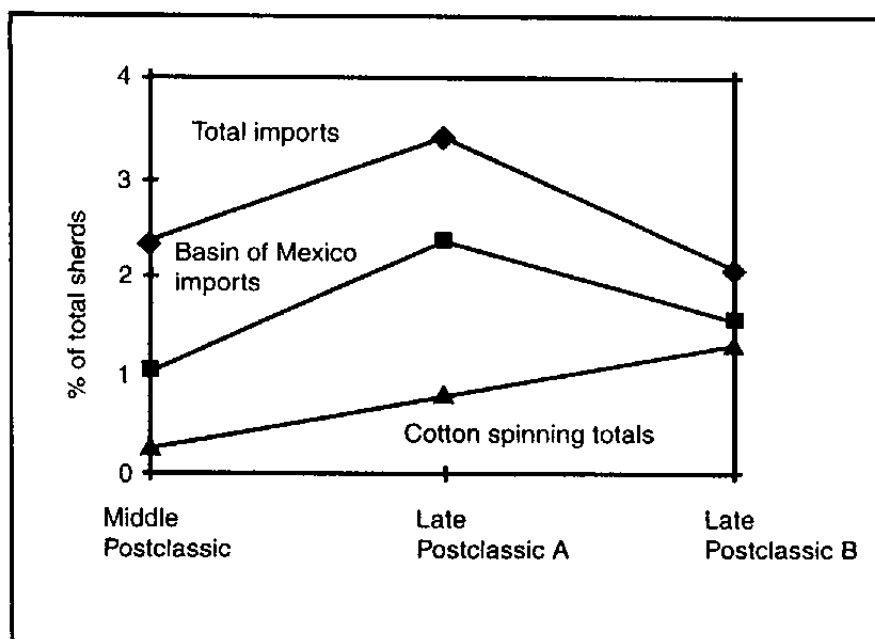 4
Total imports
3
Basin of Mexico
imports
2
% of total sherds
1
Cotton spinning totals
0
Middle
Postclassic
Late
Postclassic A
Late
Postclassic B